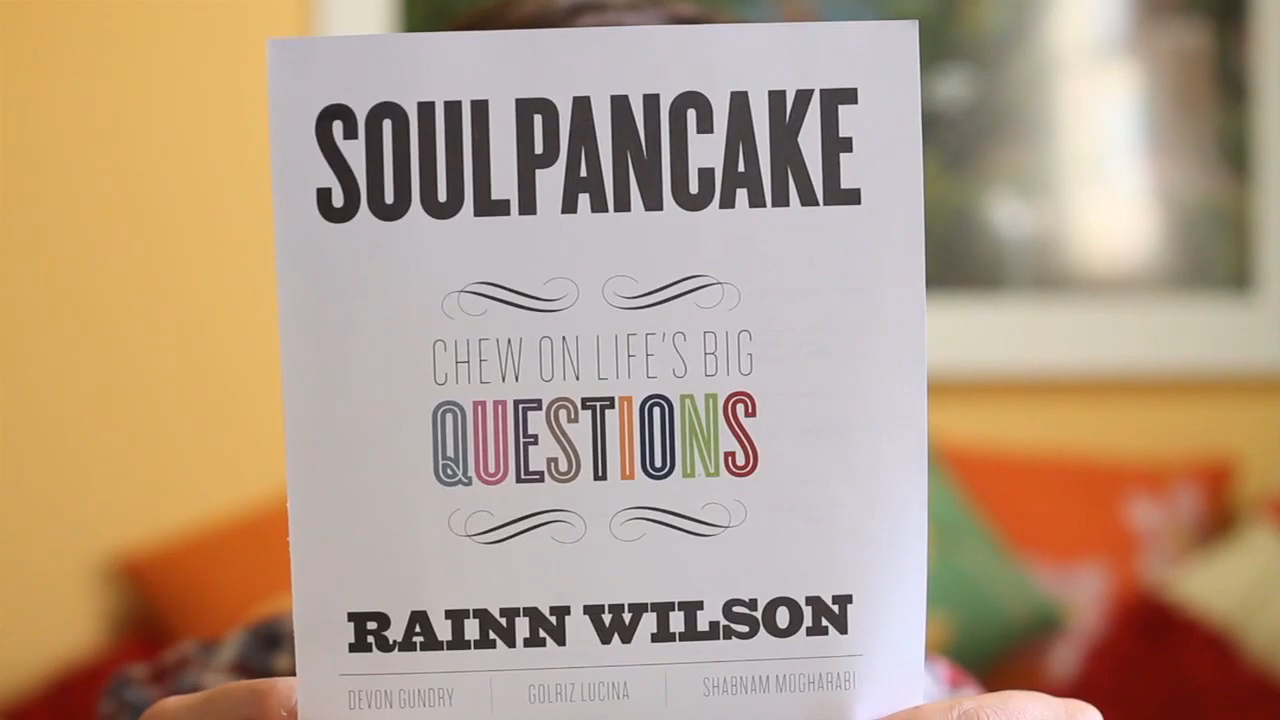 SOULPANCAKE
CHEW ON LIFE'S BIG
QUESTIONS
RAINN WILSON
DEVON GUNDRY | GOLRIZ LUCINA | SHABNAM MOGHARABI